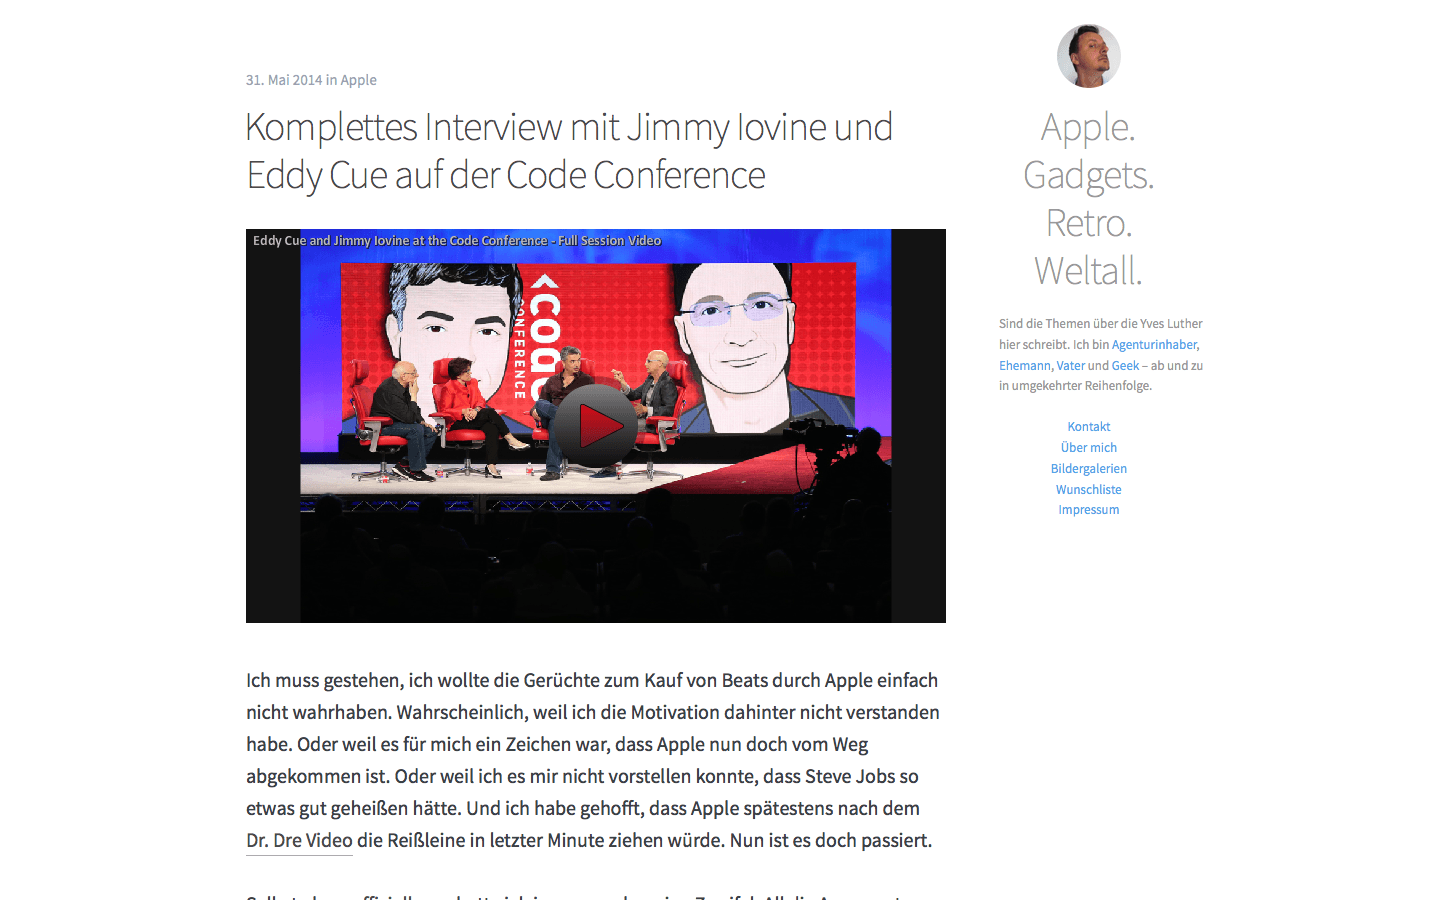 31. Mai 2014 in Apple
Komplettes Interview mit Jimmy Iovine und
Eddy Cue auf der Code Conference
Eddy Cue and Jimmy Iovine at the Code Conference - Full Session Video
<code
CONFERENCE
Ich muss gestehen, ich wollte die Gerüchte zum Kauf von Beats durch Apple einfach
nicht wahrhaben. Wahrscheinlich, weil ich die Motivation dahinter nicht verstanden
habe. Oder weil es für mich ein Zeichen war, dass Apple nun doch vom Weg
abgekommen ist. Oder weil ich es mir nicht vorstellen konnte, dass Steve Jobs so
etwas gut geheißen hätte. Und ich habe gehofft, dass Apple spätestens nach dem
Dr. Dre Video die Reißleine in letzter Minute ziehen würde. Nun ist es doch passiert.
Apple.
Gadgets.
Retro.
Weltall.
Sind die Themen über die Yves Luther
hier schreibt. Ich bin Agenturinhaber,
Ehemann, Vater und Geek – ab und zu
in umgekehrter Reihenfolge.
Kontakt
Über mich
Bildergalerien
Wunschliste
Impressum